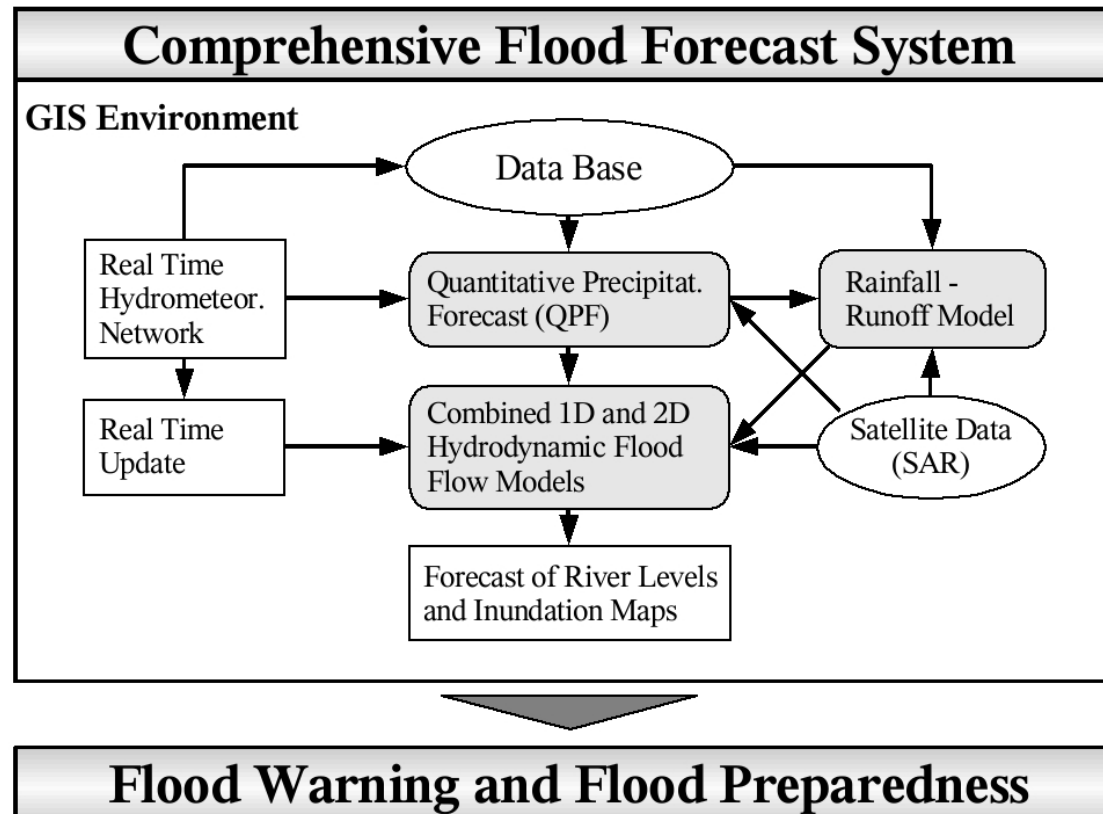 Comprehensive Flood Forecast System
GIS Environment
Data Base
Real Time
Hydrometeor.
Network
Quantitative Precipitat.
Forecast (QPF)
Rainfall -
Runoff Model
Real Time
Update
Combined 1D and 2D
Hydrodynamic Flood
Flow Models
Satellite Data
(SAR)
Forecast of River Levels
and Inundation Maps
Flood Warning and Flood Preparedness